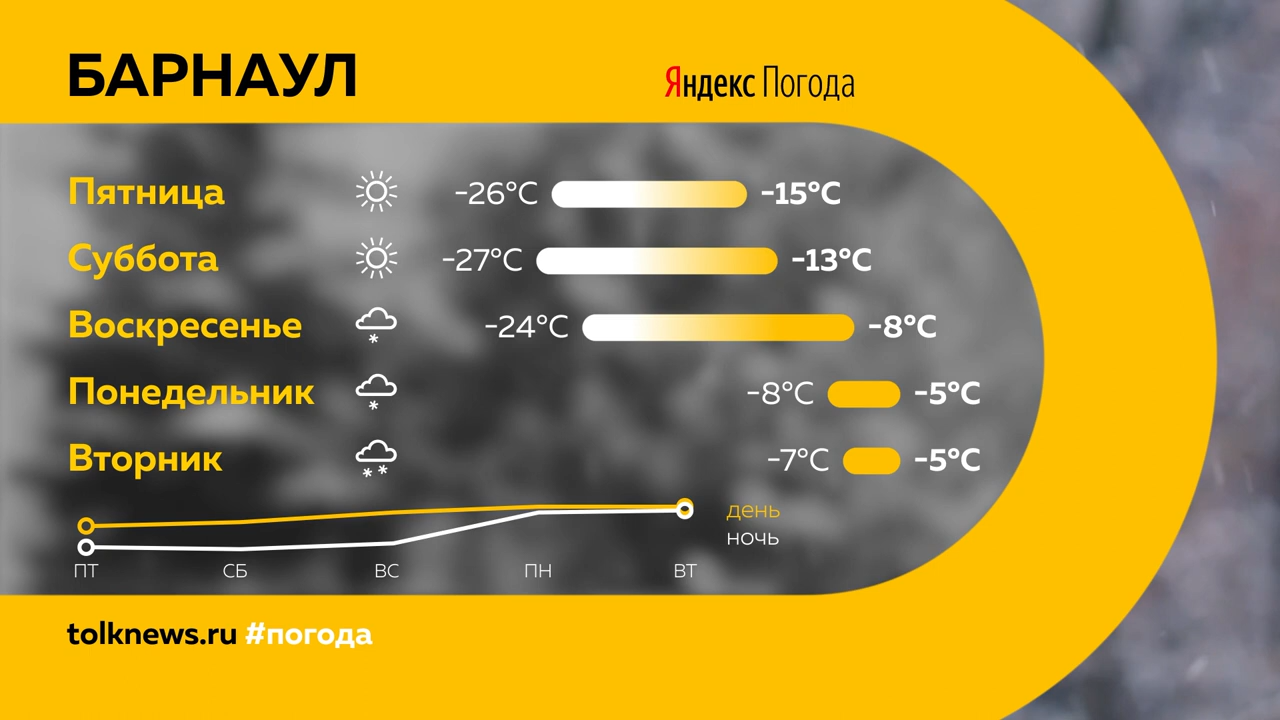 БАРНАУЛ
Яндекс Погода
Пятница -26°C -15°C
Суббота -27°C -13°C
Воскресенье -24°C -8°C
Понедельник -8°C -5°C
Вторник -7°C -5°C
день
ночь
ПТ СБ ВС ПН ВТ
tolknews.ru #погода